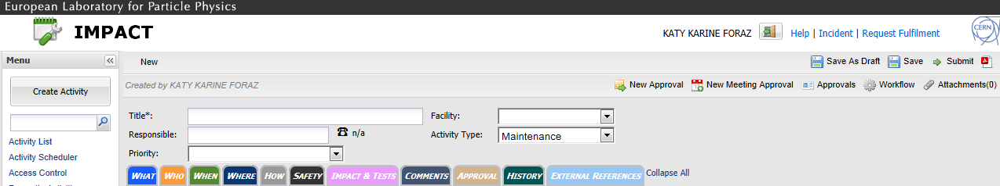 European Laboratory for Particle Physics
IMPACT
KATY KARINE FORAZ Help | Incident | Request Fulfilment
CERN
Menu
New
Save As Draft Save Submit
Create Activity
Created by KATY KARINE FORAZ
New Approval New Meeting Approval Approvals Workflow Attachments(0)
Title*: Facility:
Responsible: n/a Activity Type: Maintenance
Priority:
Activity List
Activity Scheduler
Access Control
WHAT WHO WHEN WHERE HOW SAFETY IMPACT & TESTS COMMENTS APPROVAL HISTORY EXTERNAL REFERENCES Collapse All